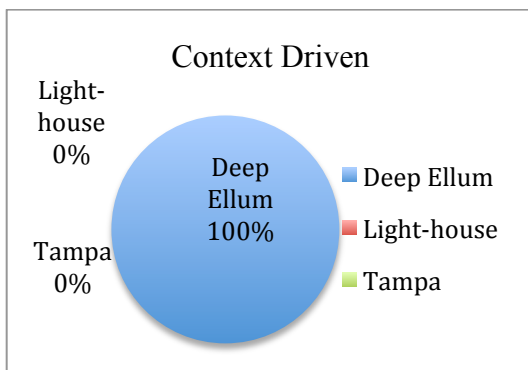 Context Driven
Light-
house
0%
Deep
Ellum
100%
Tampa
0%
Deep Ellum
Light-house
Tampa